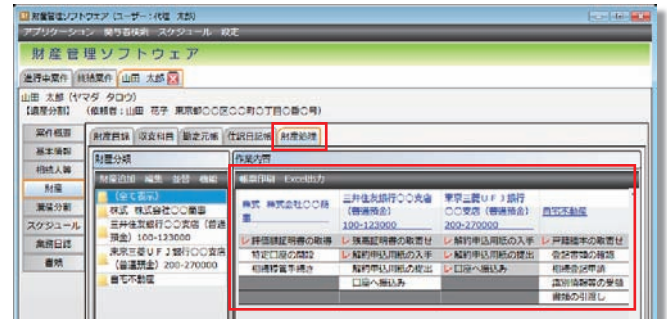 財産管理ソフトウェア (ユーザー:代理 太郎)
アプリケーション 関与者検索 スケジュール 設定
財産管理ソフトウェア
進行中案件 終結案件 山田 太郎
山田 太郎 (ヤマダ タロウ)
【遺産分割】 (依頼者:山田 花子 東京都〇〇区〇〇町〇丁目〇番〇号)
案件概要
基本情報
相続人等
財産
遺産分割
スケジュール
業務日誌
書類
財産目録 収支科目 勘定元帳 仕訳日記帳 財産処理
財産分類
財産追加 編集 並替 機能
(全て表示)
株式 株式会社〇〇商事
三井住友銀行〇〇支店 (普通
預金) 100-123000
東京三菱UFJ銀行〇〇支店
(普通預金) 200-270000
自宅不動産
作業内容
帳票印刷 Excel出力
株式 株式会社〇〇商
事
三井住友銀行〇〇支店
(普通預金)
100-123000
東京三菱UFJ銀行
〇〇支店 (普通預金)
200-270000
自宅不動産
評価額証明書の取得 残高証明書の取寄せ 解約申込用紙の入手 戸籍謄本の取寄せ
特定口座の開設 解約申込用紙の入手 解約申込用紙の提出 登記書類の確認
相続移管手続き 解約申込用紙の提出 口座へ振込み 相続登記申請
口座へ振込み 識別情報等の受領
書類の引渡し